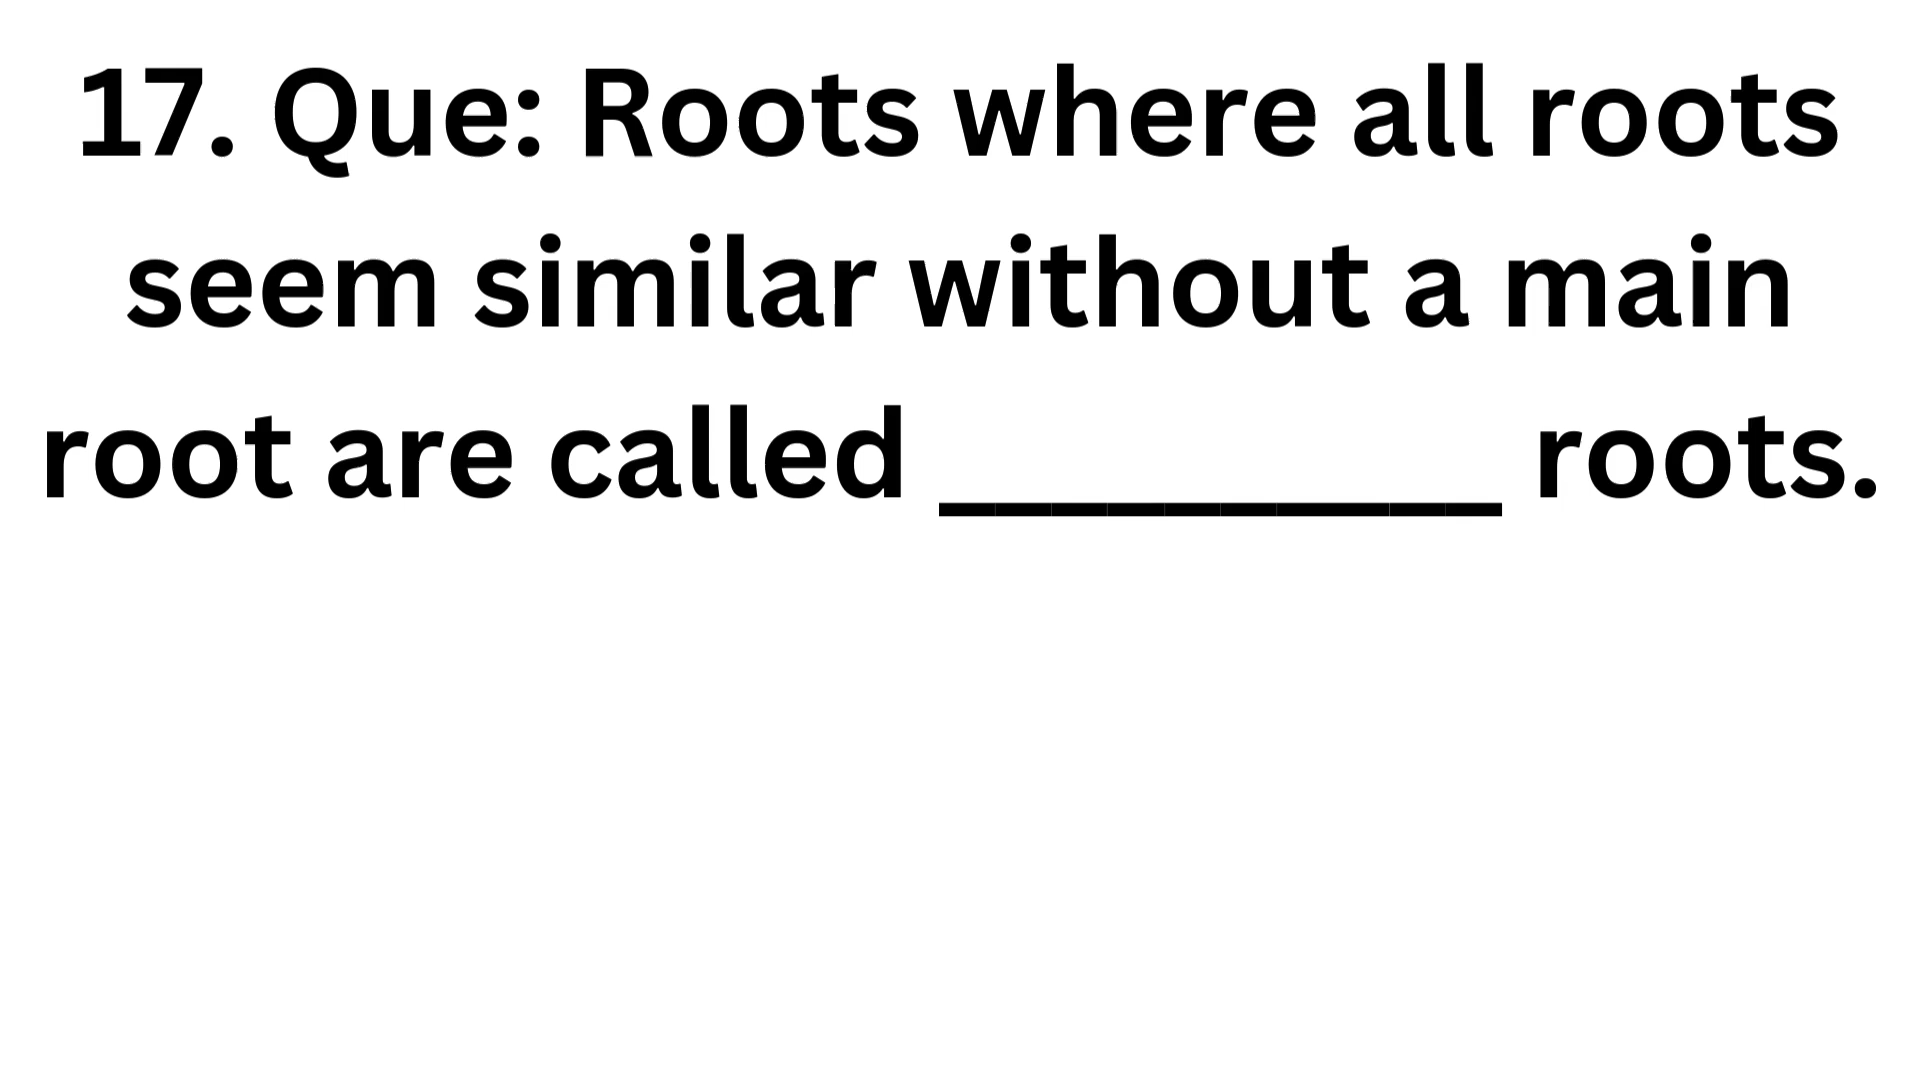 17. Que: Roots where all roots
seem similar without a main
root are called __________ roots.